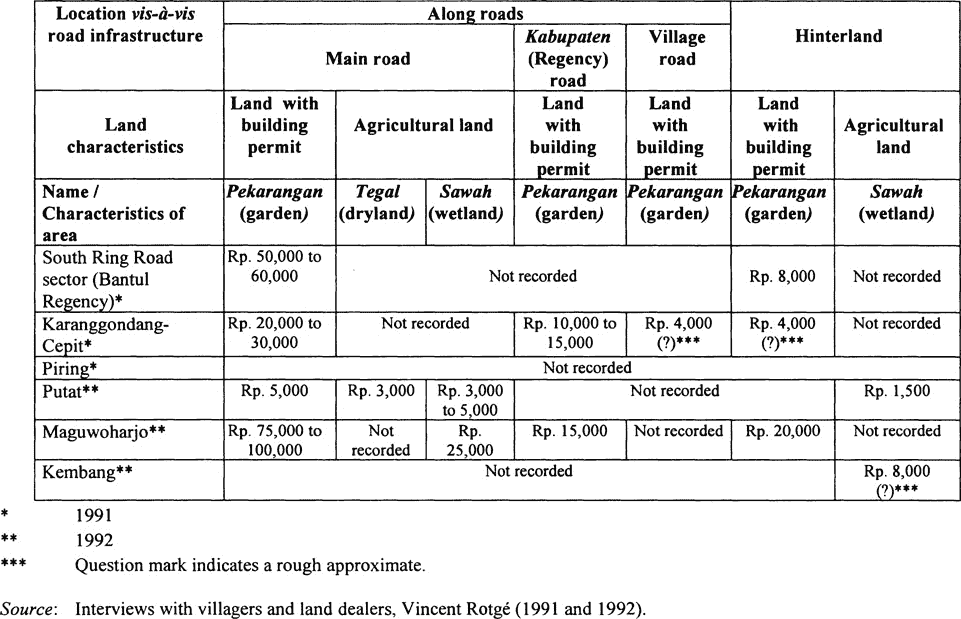 Location vis-à-vis road infrastructure | Along roads | Hinterland
Main road | Kabupaten (Regency) road | Village road
Land characteristics | Land with building permit | Agricultural land | Land with building permit | Land with building permit | Land with building permit | Agricultural land
Name / Characteristics of area | Pekarangan (garden) | Tegal (dryland) | Sawah (wetland) | Pekarangan (garden) | Pekarangan (garden) | Pekarangan (garden) | Sawah (wetland)
South Ring Road sector (Bantul Regency)* | Rp. 50,000 to 60,000 | Not recorded | Rp. 8,000 | Not recorded
Karanggondang-Cepit* | Rp. 20,000 to 30,000 | Not recorded | Rp. 10,000 to 15,000 | Rp. 4,000 (?)*** | Rp. 4,000 (?)*** | Not recorded
Piring* | Not recorded
Putat** | Rp. 5,000 | Rp. 3,000 | Rp. 3,000 to 5,000 | Not recorded | Rp. 1,500
Maguwoharjo** | Rp. 75,000 to 100,000 | Not recorded | Rp. 25,000 | Rp. 15,000 | Not recorded | Rp. 20,000 | Not recorded
Kembang** | Not recorded | Rp. 8,000 (?)***
* 1991
** 1992
*** Question mark indicates a rough approximate.
Source: Interviews with villagers and land dealers, Vincent Rotgé (1991 and 1992).